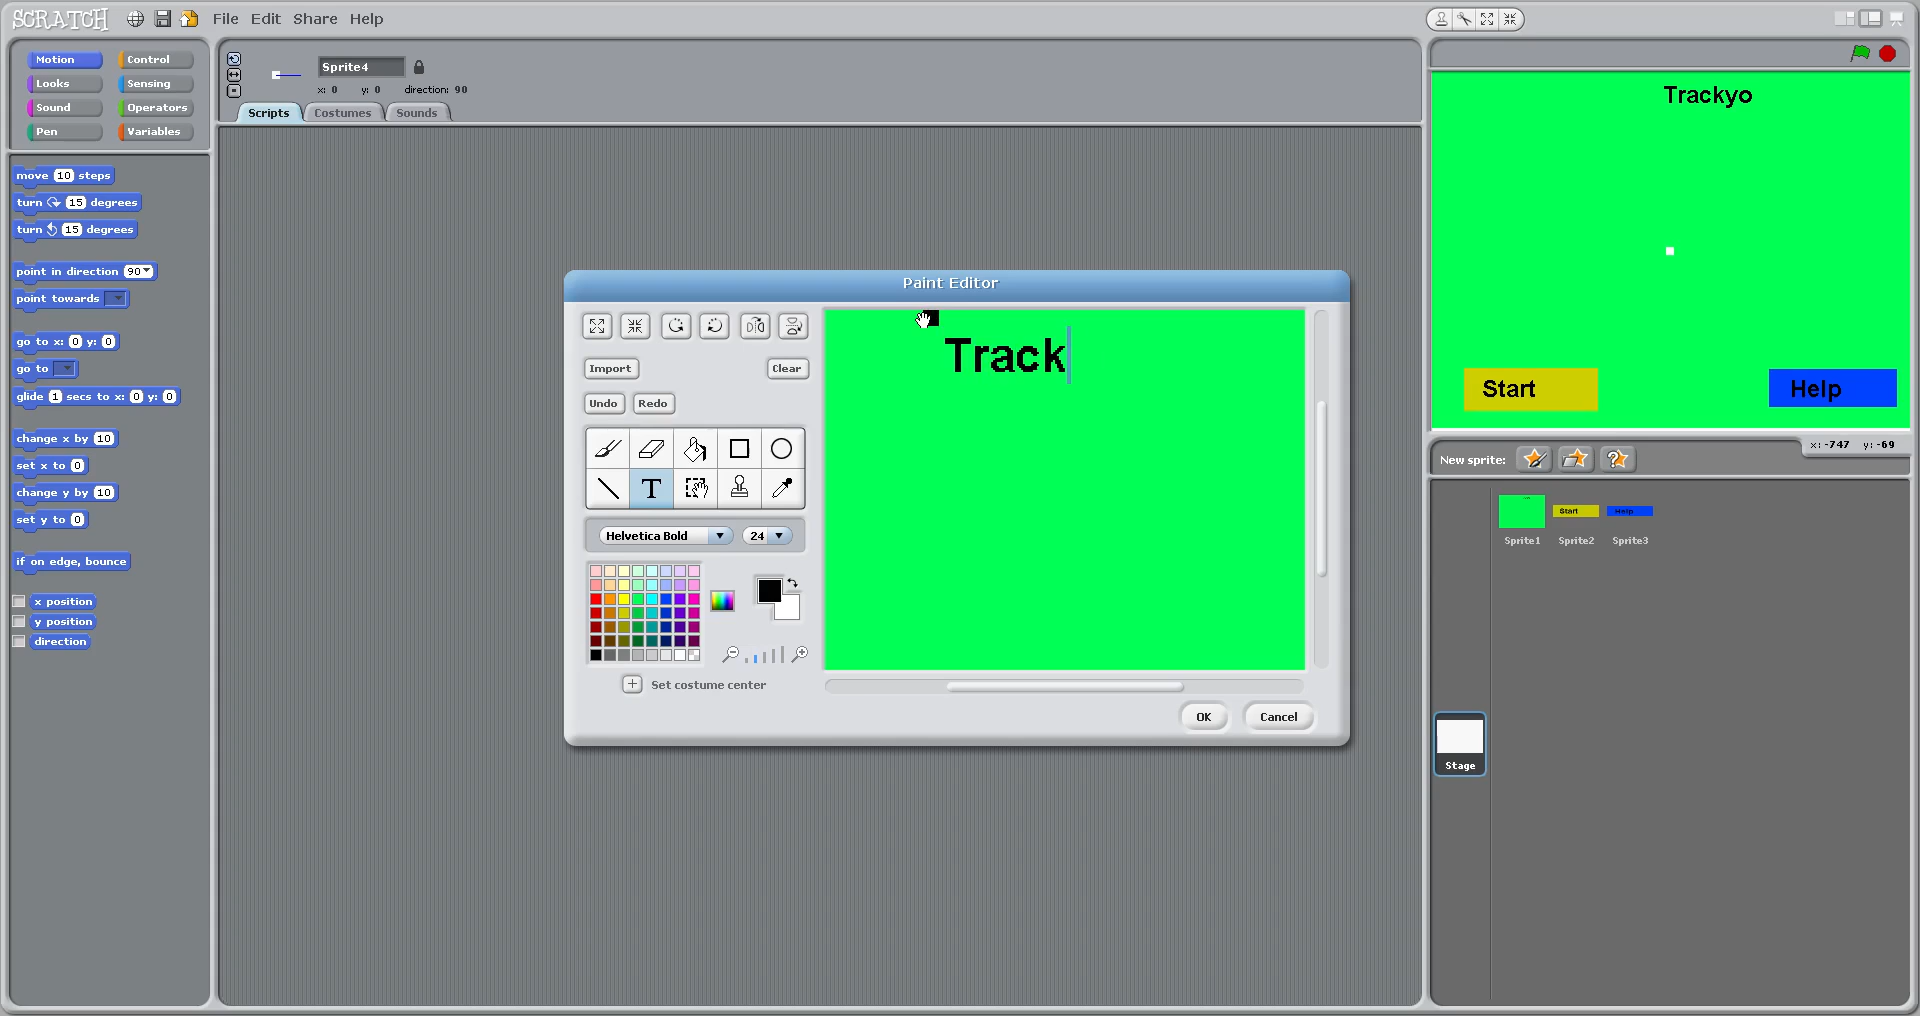 SCRATCH File Edit Share Help
Motion Control
Looks Sensing
Sound Operators
Pen Variables
move 10 steps
turn 15 degrees
turn 15 degrees
point in direction 90
point towards
go to x: 0 y: 0
go to
glide 1 secs to x: 0 y: 0
change x by 10
set x to 0
change y by 10
set y to 0
if on edge, bounce
x position
y position
direction
Sprite4
x: 0 y: 0 direction: 90
Scripts Costumes Sounds
Paint Editor
Import Clear
Undo Redo
T
Helvetica Bold 24
Set costume center
Track
OK Cancel
Trackyo
Start Help
x: -747 y: -69
New sprite:
Start Help
Sprite1 Sprite2 Sprite3
Stage